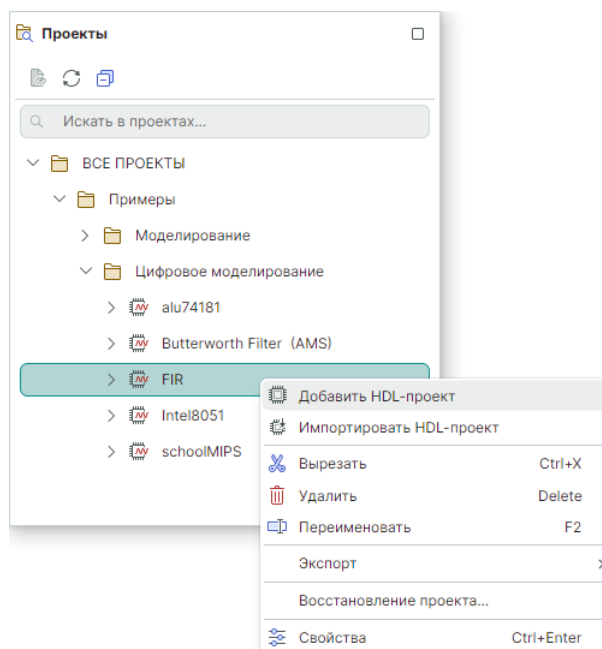 Проекты
Искать в проектах...
ВСЕ ПРОЕКТЫ
Примеры
Моделирование
Цифровое моделирование
alu74181
Butterworth Filter (AMS)
FIR
Intel8051
schoolMIPS
Добавить HDL-проект
Импортировать HDL-проект
Вырезать Ctrl+X
Удалить Delete
Переименовать F2
Экспорт
Восстановление проекта...
Свойства Ctrl+Enter